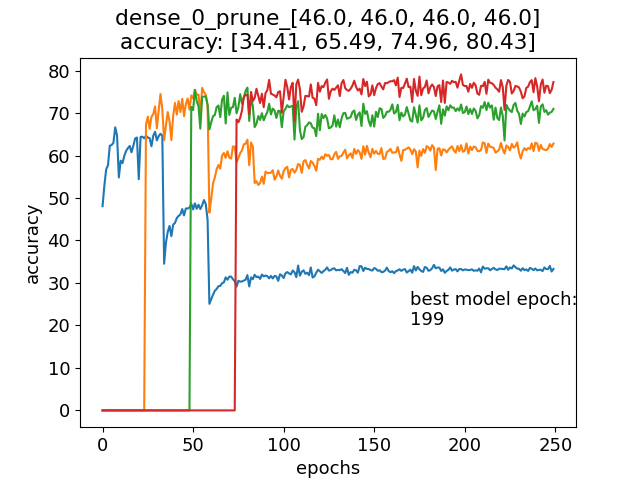 dense_0_prune_[46.0, 46.0, 46.0, 46.0]
accuracy: [34.41, 65.49, 74.96, 80.43]
80
70
60
50
40
30
20
10
0
accuracy
best model epoch:
199
0 50 100 150 200 250
epochs